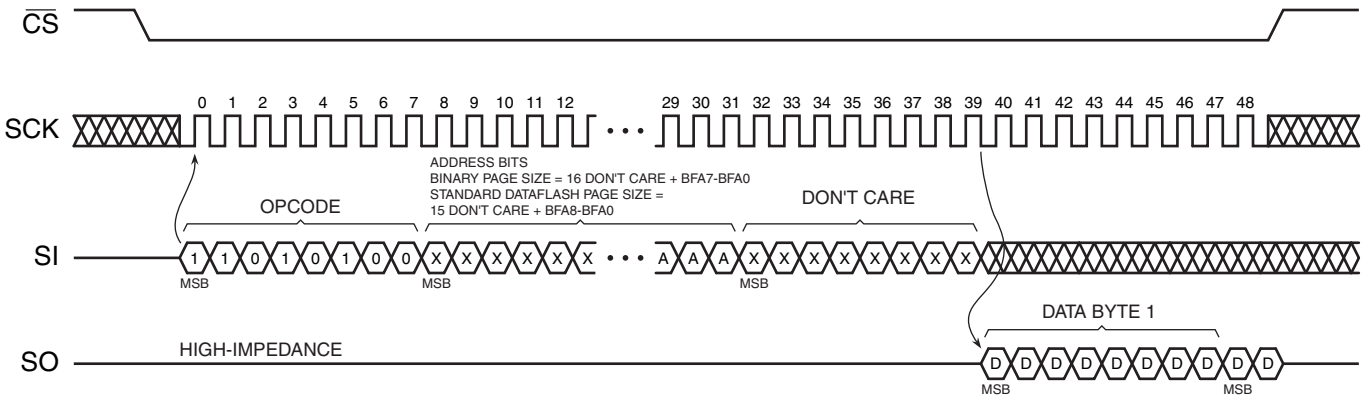 CS
SCK
0 1 2 3 4 5 6 7 8 9 10 11 12 29 30 31 32 33 34 35 36 37 38 39 40 41 42 43 44 45 46 47 48
ADDRESS BITS
BINARY PAGE SIZE = 16 DON'T CARE + BFA7-BFA0
STANDARD DATAFLASH PAGE SIZE =
15 DON'T CARE + BFA8-BFA0
OPCODE
DON'T CARE
SI
1 1 0 1 0 1 0 0 X X X X X X A A A X X X X X X X X
MSB MSB MSB
DATA BYTE 1
SO
HIGH-IMPEDANCE
D D D D D D D D D D
MSB MSB